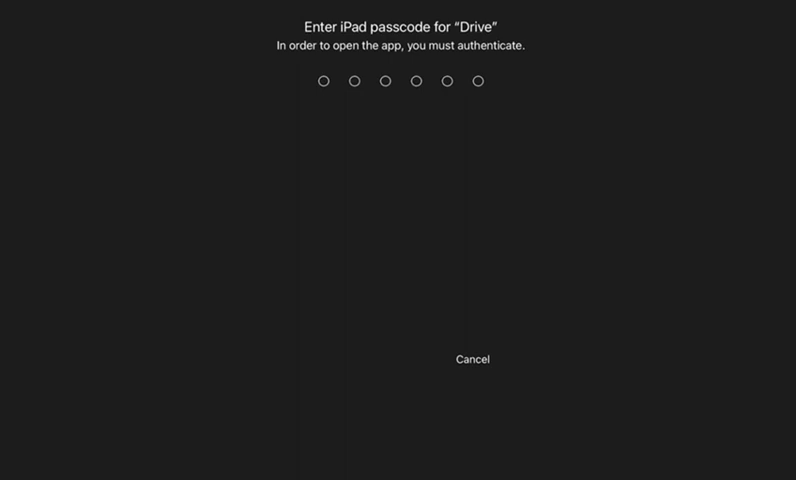 Enter iPad passcode for “Drive”
In order to open the app, you must authenticate.
Cancel